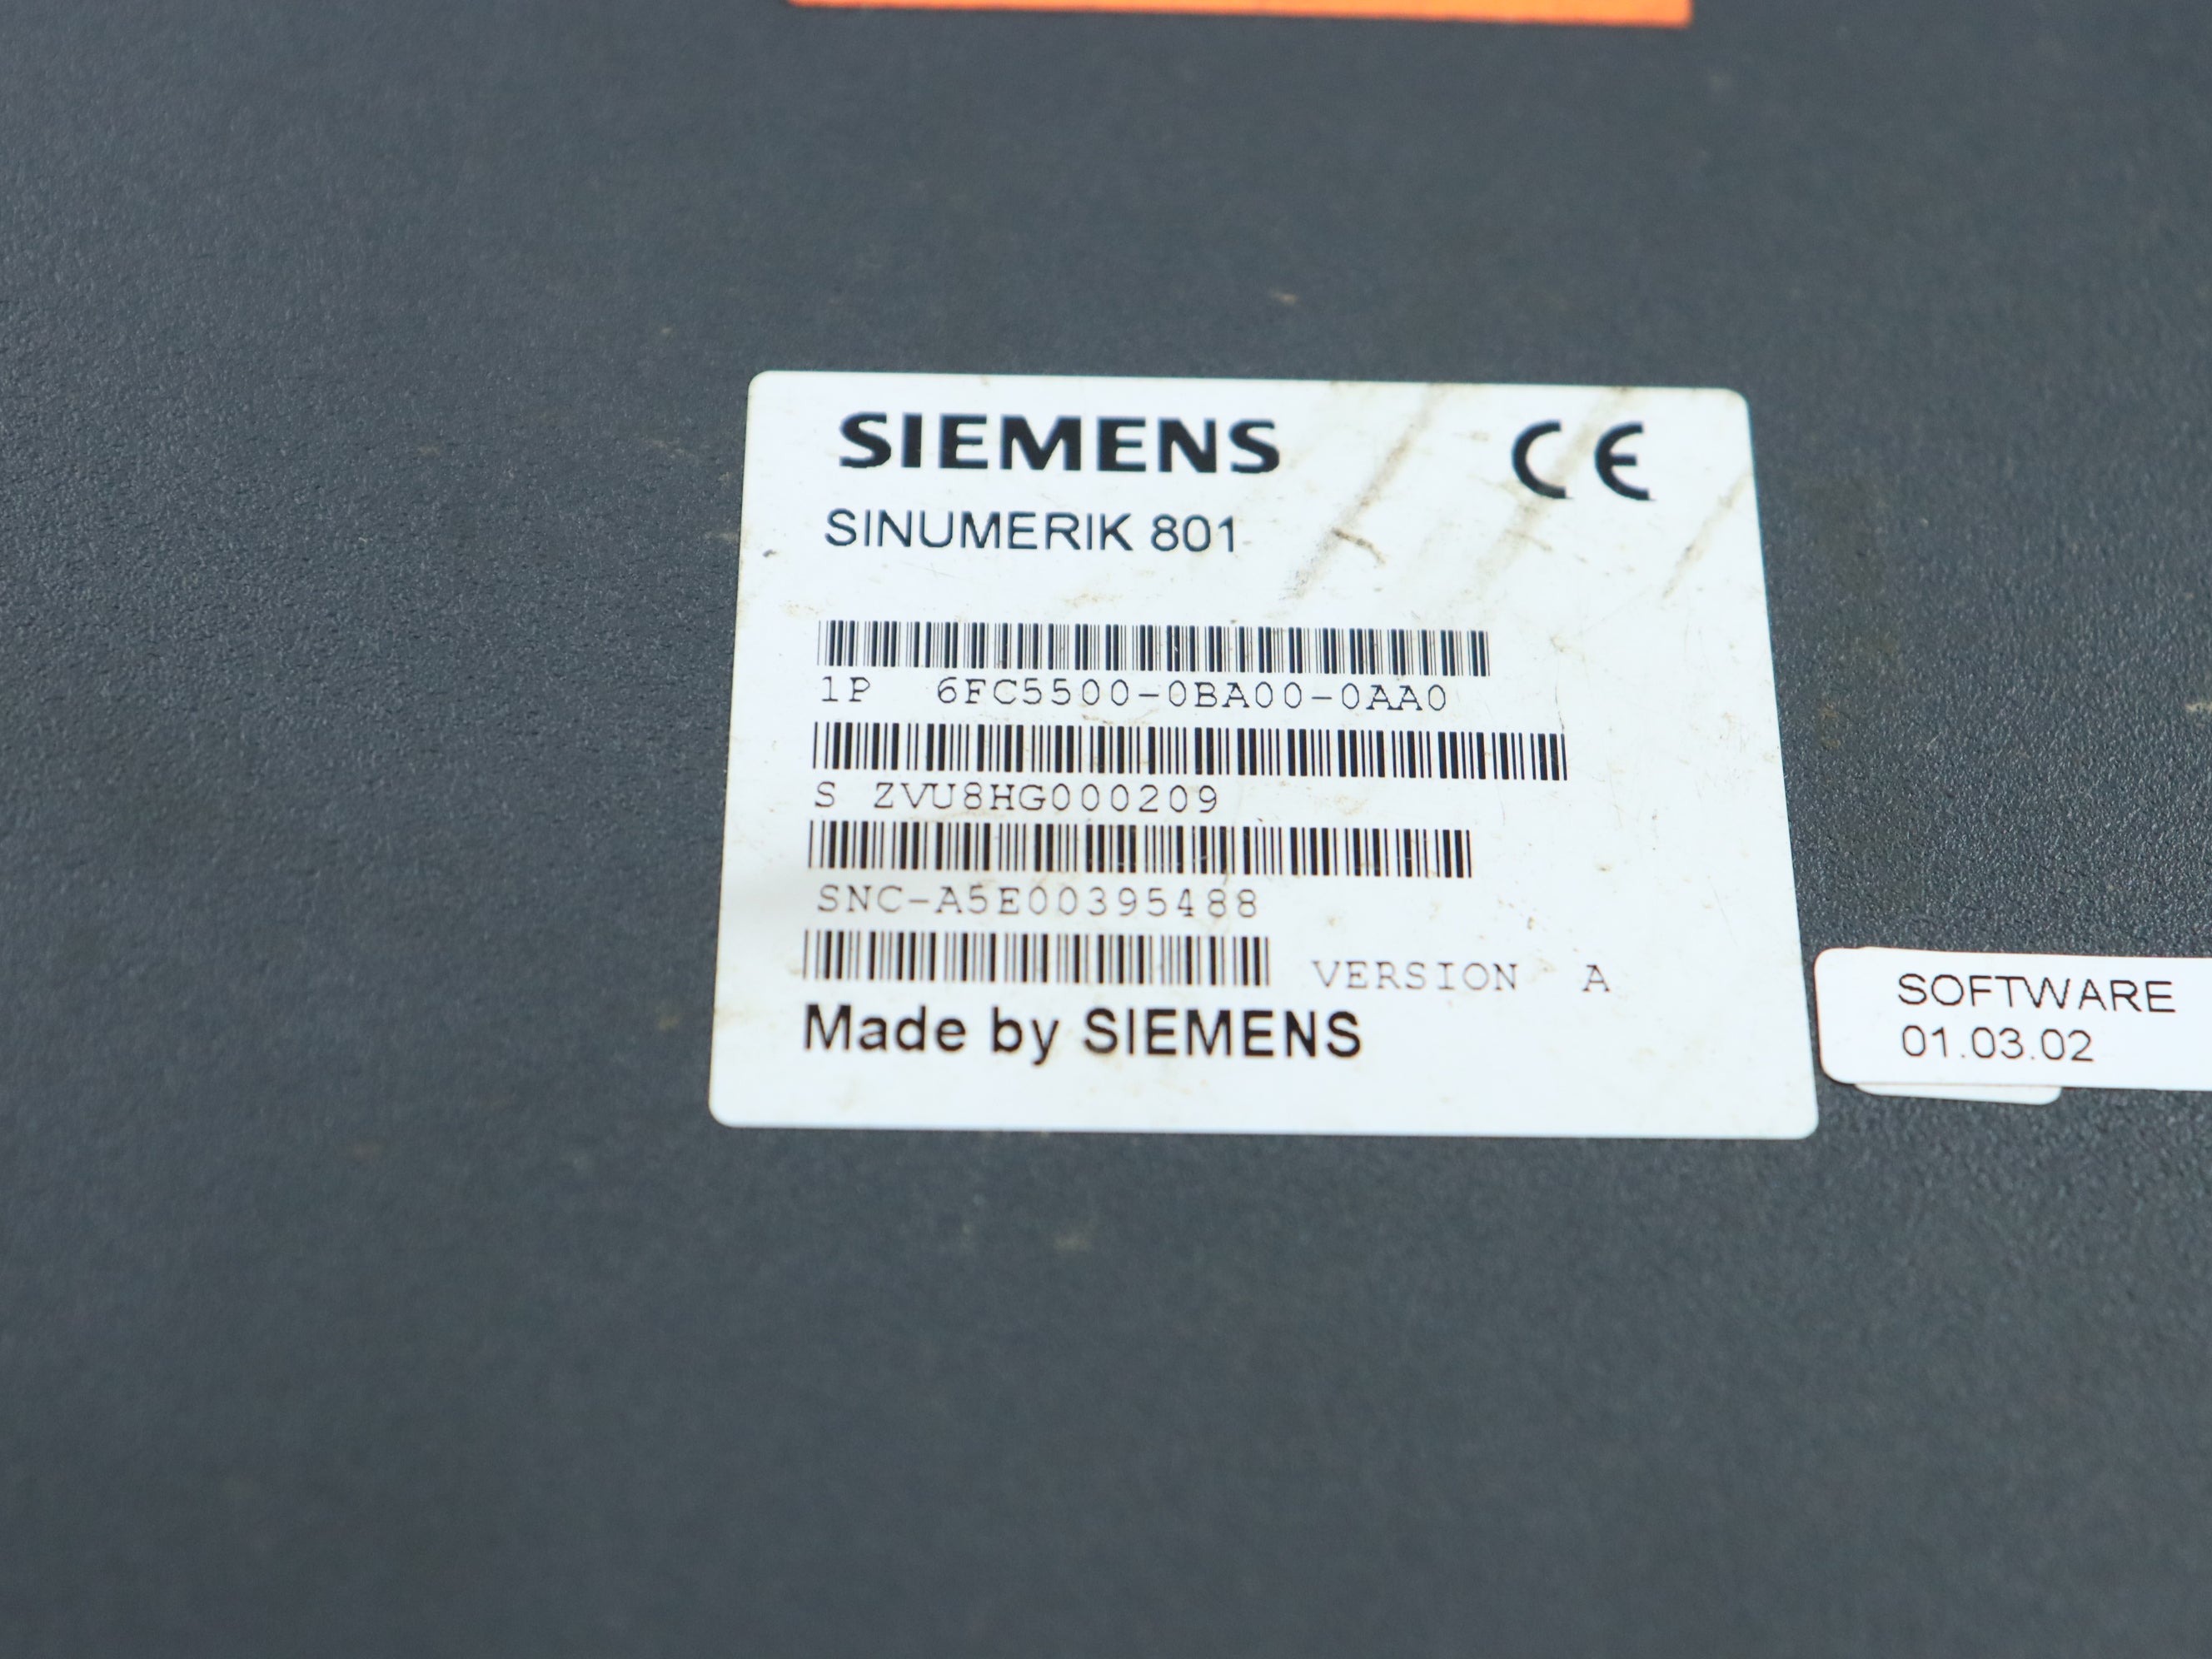 SIEMENS CE
SINUMERIK 801
1P 6FC5500-0BA00-0AA0
S ZVU8HG000209
SNC-A5E00395488
VERSION A
Made by SIEMENS
SOFTWARE
01.03.02